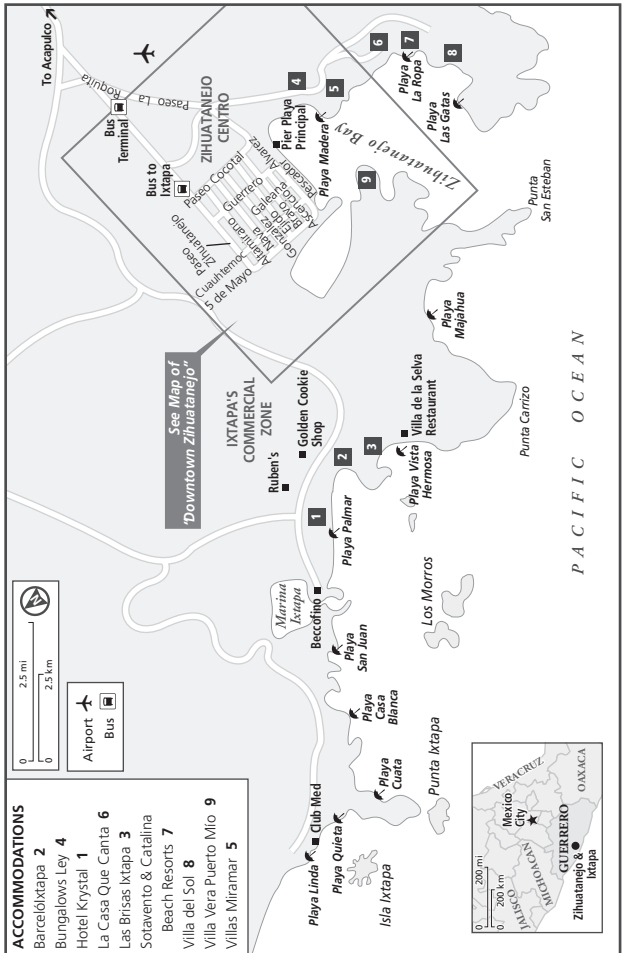 ACCOMMODATIONS
BarcelóIxtapa 2
Bungalows Ley 4
Hotel Krystal 1
La Casa Que Canta 6
Las Brisas Ixtapa 3
Sotavento & Catalina
Beach Resorts 7
Villa del Sol 8
Villa Vera Puerto Mío 9
Villas Miramar 5
0 2.5 mi
0 2.5 km
N
Airport
Bus
See Map of
"Downtown Zihuatanejo"
To Acapulco
Paseo La
Roquita
Bus
Terminal
Bus to
Ixtapa
ZIHUATANEJO
CENTRO
Paseo Cocotal
Paseo
Zihuatanejo
Cuauhtemoc
5 de Mayo
Altamirano
Nava
Gonzalez
Guerrero
Galeana
Ejido
Bravo
Ascencio
Alvarez
Pescador
Pier
Playa
Principal
Playa Madera
4
5
6
7
8
9
Playa
La Ropa
Playa
Las Gatas
Zihuatanejo Bay
Punta
San Esteban
IXTAPA'S
COMMERCIAL
ZONE
Ruben's
Golden Cookie
Shop
Villa de la Selva
Restaurant
1
2
3
Playa Palmar
Playa Vista
Hermosa
Playa
Majahua
Punta Carrizo
Marina
Ixtapa
Beccofino
Playa
San Juan
Los Morros
Playa
Casa
Blanca
Playa
Cuata
Punta Ixtapa
Club Med
Playa Linda
Playa Quieta
Isla Ixtapa
PACIFIC OCEAN
0 200 mi
0 200 km
JALISCO
MICHOACAN
Mexico
City
VERACRUZ
GUERRERO
OAXACA
Zihuatanejo &
Ixtapa